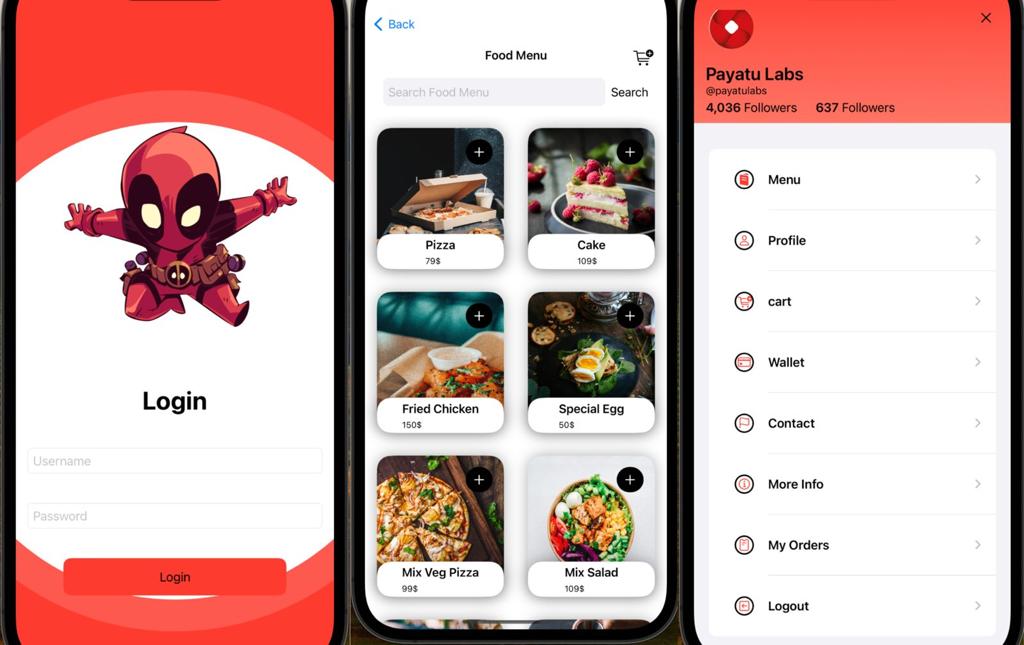 Login
Username
Password
Login
Back
Food Menu
Search Food Menu
Search
Pizza
79$
Cake
109$
Fried Chicken
150$
Special Egg
50$
Mix Veg Pizza
99$
Mix Salad
109$
Payatu Labs
@payatulabs
4,036 Followers 637 Followers
Menu
Profile
cart
Wallet
Contact
More Info
My Orders
Logout